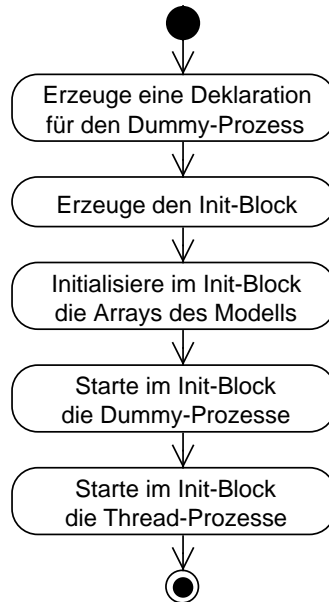 Erzeuge eine Deklaration
für den Dummy-Prozess
Erzeuge den Init-Block
Initialisiere im Init-Block
die Arrays des Modells
Starte im Init-Block
die Dummy-Prozesse
Starte im Init-Block
die Thread-Prozesse